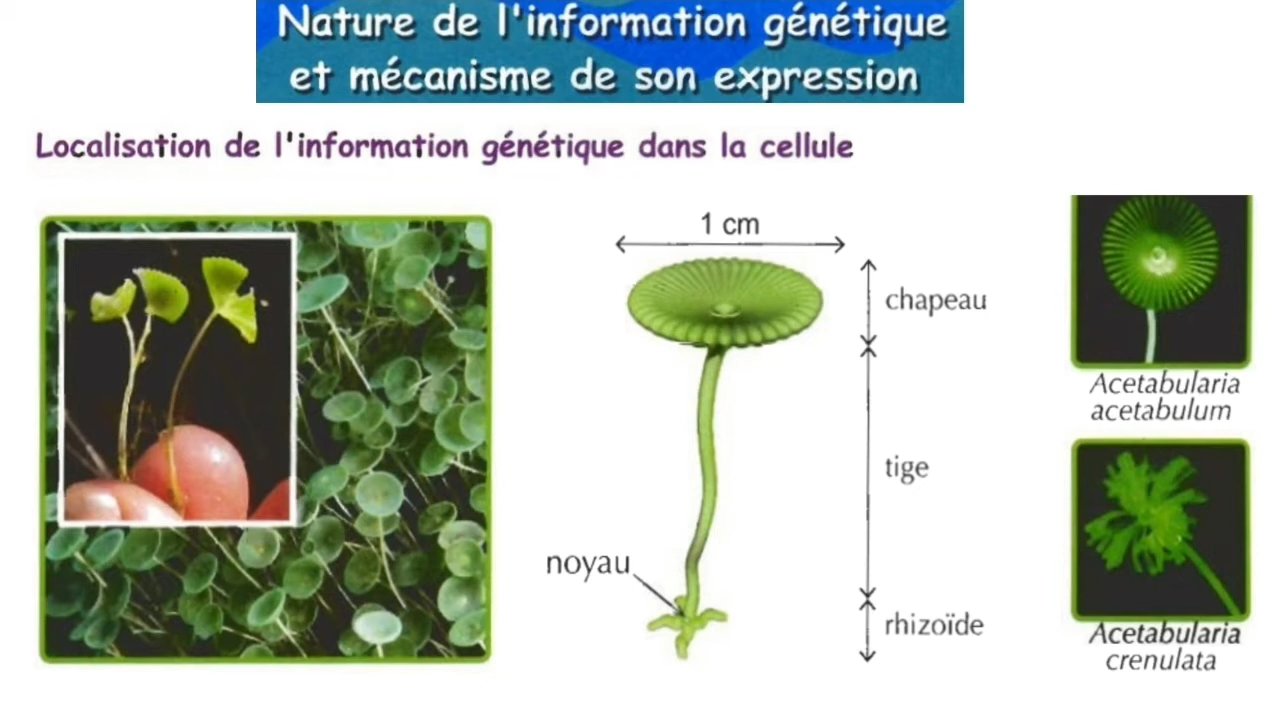 Nature de l'information génétique
et mécanisme de son expression
Localisation de l'information génétique dans la cellule
1 cm
chapeau
tige
noyau
rhizoïde
Acetabularia
acetabulum
Acetabularia
crenulata